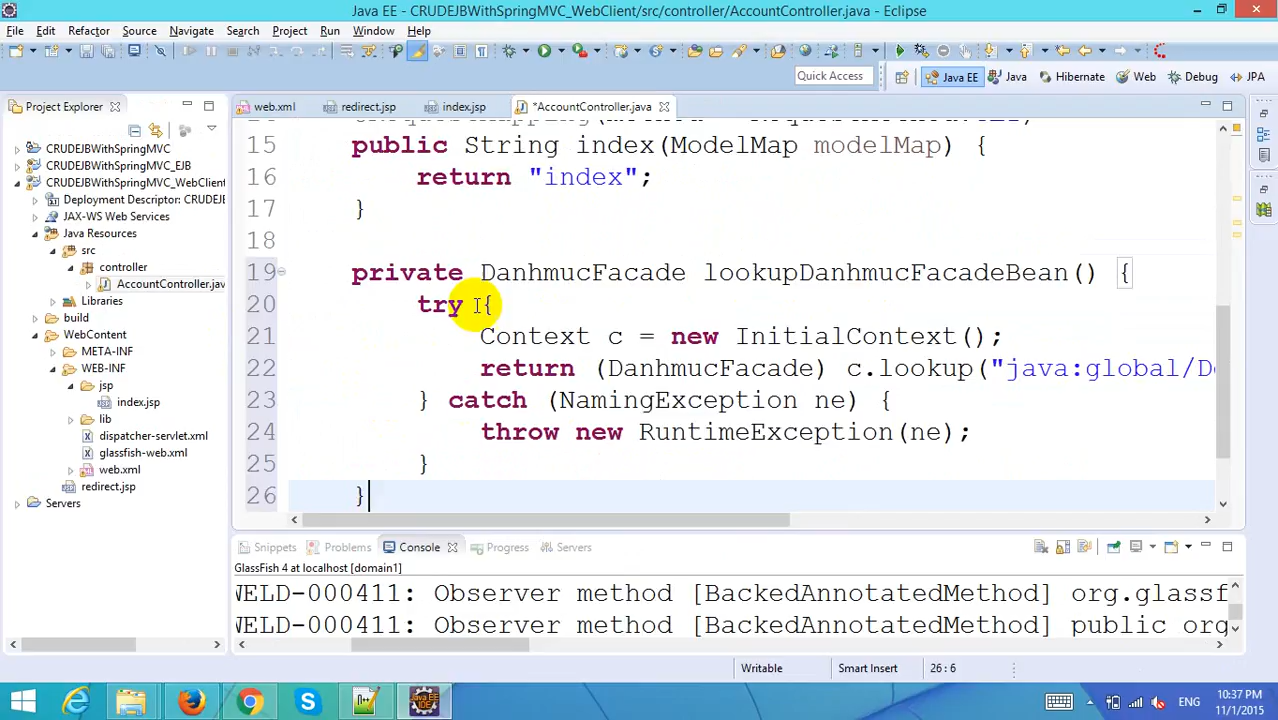 Java EE - CRUDEJBWithSpringMVC_WebClient/src/controller/AccountController.java - Eclipse
File Edit Refactor Source Navigate Search Project Run Window Help
Quick Access
Java EE Java Hibernate Web Debug JPA
Project Explorer
web.xml redirect.jsp index.jsp *AccountController.java
CRUDEJBWithSpringMVC
CRUDEJBWithSpringMVC_EJB
CRUDEJBWithSpringMVC_WebClient
Deployment Descriptor: CRUDEJ
JAX-WS Web Services
Java Resources
src
controller
AccountController.jav
Libraries
build
WebContent
META-INF
WEB-INF
jsp
index.jsp
lib
dispatcher-servlet.xml
glassfish-web.xml
web.xml
redirect.jsp
Servers
15 public String index(ModelMap modelMap) {
16 return "index";
17 }
18
19 private DanhmucFacade lookupDanhmucFacadeBean() {
20 try {
21 Context c = new InitialContext();
22 return (DanhmucFacade) c.lookup("java:global/De
23 } catch (NamingException ne) {
24 throw new RuntimeException(ne);
25 }
26 }
Snippets Problems Console Progress Servers
GlassFish 4 at localhost [domain1]
WELD-000411: Observer method [BackedAnnotatedMethod] org.glassf
WELD-000411: Observer method [BackedAnnotatedMethod] public org
Writable Smart Insert 26 : 6
ENG
10:37 PM
11/1/2015